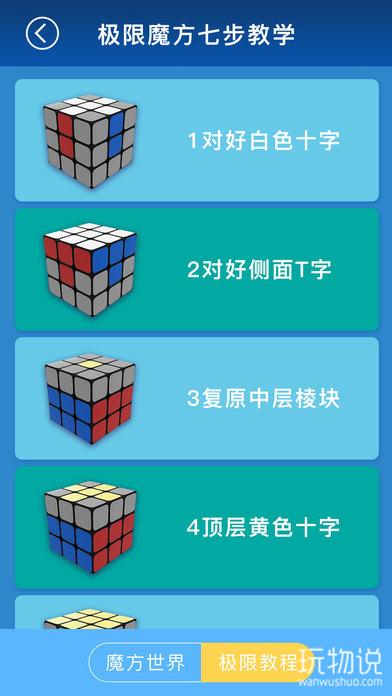 极限魔方七步教学
1对好白色十字
2对好侧面T字
3复原中层棱块
4顶层黄色十字
魔方世界
极限教程
玩物说
wanwushuo.com